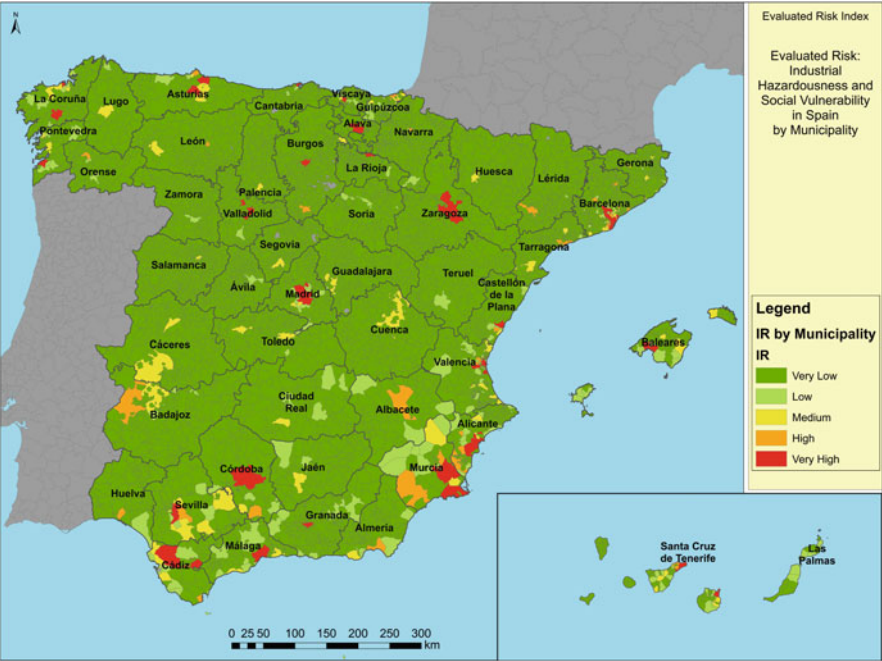 N
Evaluated Risk Index
Evaluated Risk:
Industrial
Hazardousness and
Social Vulnerability
in Spain
by Municipality
La Coruña
Lugo
Asturias
Cantabria
Viscaya
Guipúzcoa
Alava
Navarra
Pontevedra
Orense
León
Burgos
La Rioja
Huesca
Lérida
Gerona
Barcelona
Zamora
Palencia
Valladolid
Soria
Zaragoza
Tarragona
Segovia
Salamanca
Ávila
Madrid
Guadalajara
Teruel
Castellón
de la
Plana
Cáceres
Toledo
Cuenca
Valencia
Baleares
Badajoz
Ciudad
Real
Albacete
Alicante
Huelva
Sevilla
Córdoba
Jaén
Murcia
Granada
Almería
Málaga
Cádiz
Legend
IR by Municipality
IR
Very Low
Low
Medium
High
Very High
Santa Cruz
de Tenerife
Las
Palmas
0 25 50 100 150 200 250 300
km